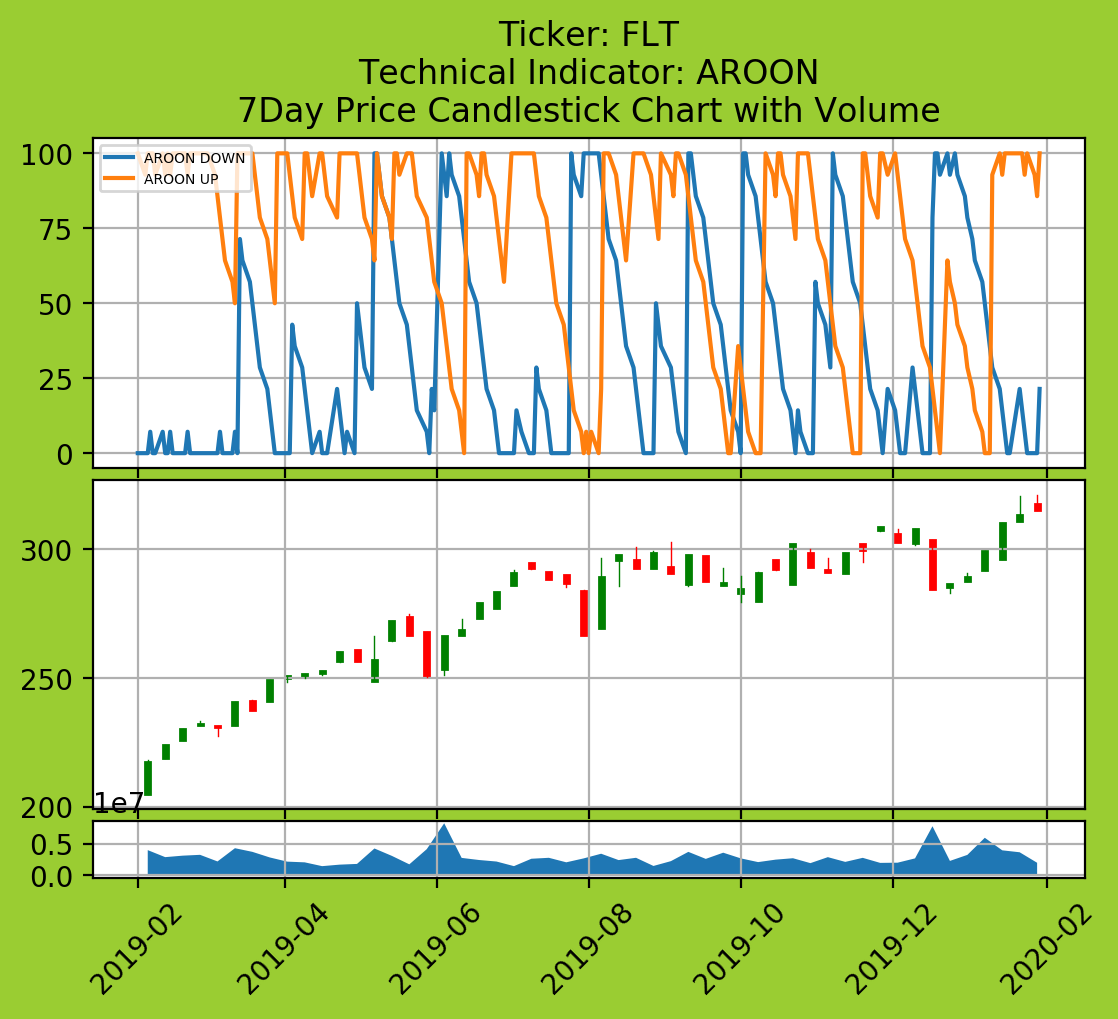 Ticker: FLT
Technical Indicator: AROON
7Day Price Candlestick Chart with Volume
100
75
50
25
0
AROON DOWN
AROON UP
300
250
200
1e7
0.5
0.0
2019-02
2019-04
2019-06
2019-08
2019-10
2019-12
2020-02